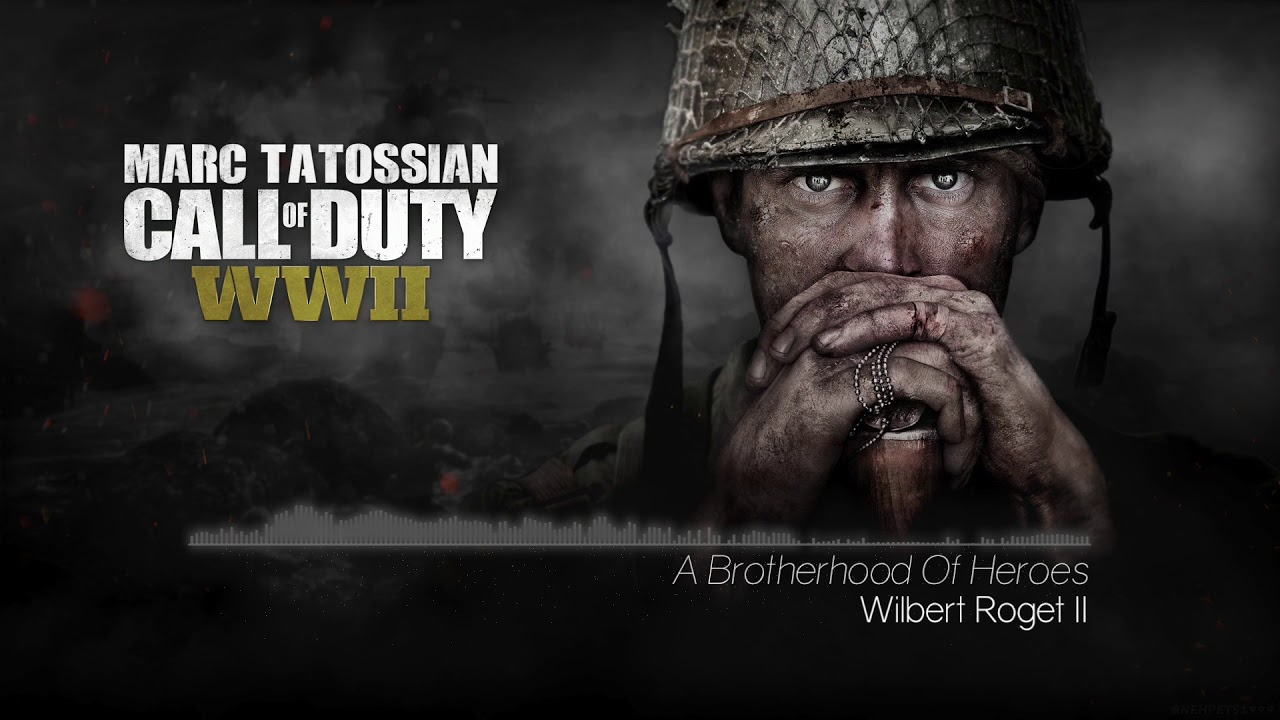 MARC TATOSSIAN
CALL OF DUTY
WWII
A Brotherhood Of Heroes
Wilbert Roget II